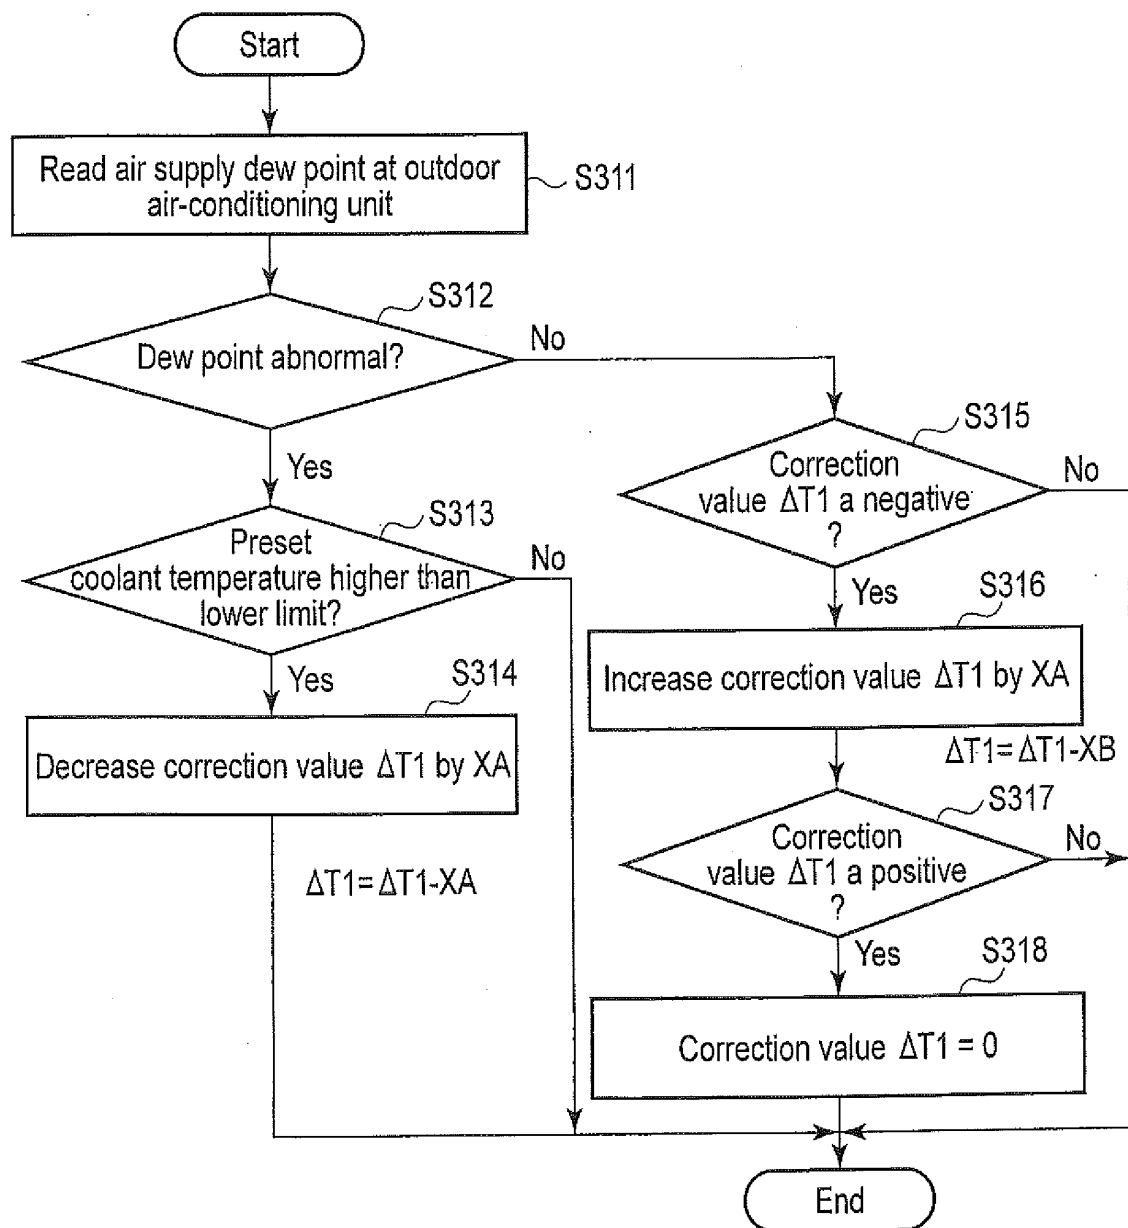 Start
Read air supply dew point at outdoor
air-conditioning unit
S311
S312
Dew point abnormal?
No
Yes
S313
Preset
coolant temperature higher than
lower limit?
No
Yes
S314
Decrease correction value ΔT1 by XA
ΔT1=ΔT1-XA
S315
Correction
value ΔT1 a negative
?
No
Yes
S316
Increase correction value ΔT1 by XA
ΔT1=ΔT1-XB
S317
Correction
value ΔT1 a positive
?
No
Yes
S318
Correction value ΔT1 = 0
End